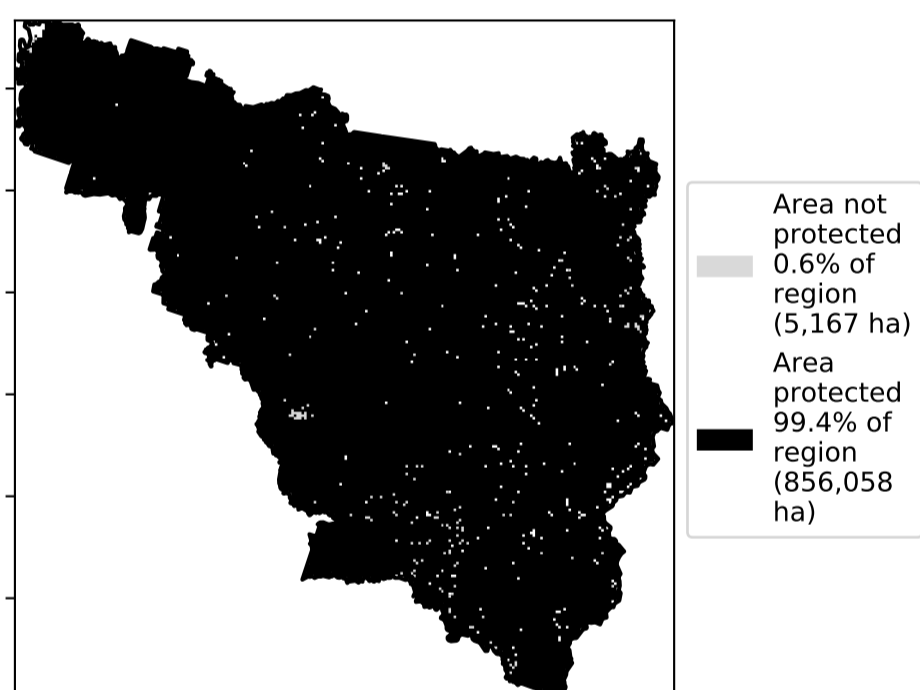 Area not
protected
0.6% of
region
(5,167 ha)
Area
protected
99.4% of
region
(856,058
ha)